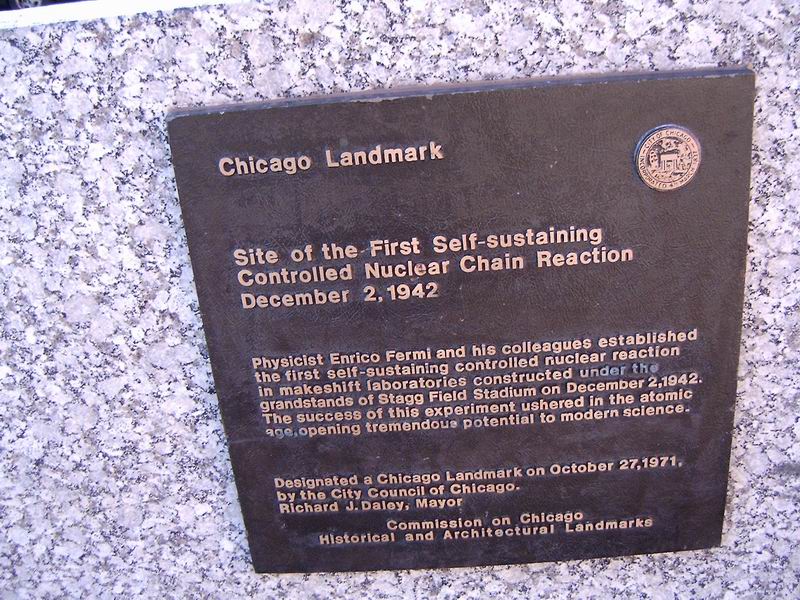 Chicago Landmark
Site of the First Self-sustaining
Controlled Nuclear Chain Reaction
December 2, 1942
Physicist Enrico Fermi and his colleagues established
the first self-sustaining controlled nuclear reaction
in makeshift laboratories constructed under the
grandstands of Stagg Field Stadium on December 2, 1942.
The success of this experiment ushered in the atomic
age, opening tremendous potential to modern science.
Designated a Chicago Landmark on October 27, 1971,
by the City Council of Chicago.
Richard J. Daley, Mayor
Commission on Chicago
Historical and Architectural Landmarks